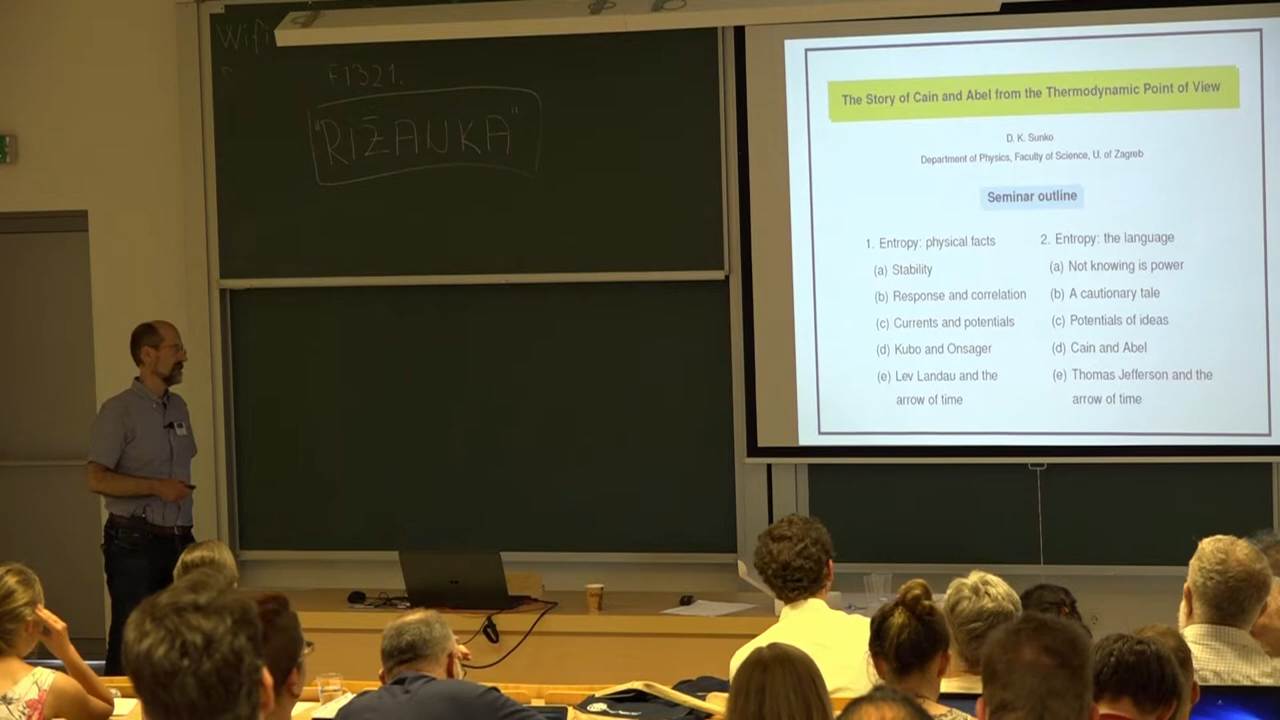 Wifi
F1321.
"RIŽANKA"
The Story of Cain and Abel from the Thermodynamic Point of View
D. K. Sunko
Department of Physics, Faculty of Science, U. of Zagreb
Seminar outline
1. Entropy: physical facts
(a) Stability
(b) Response and correlation
(c) Currents and potentials
(d) Kubo and Onsager
(e) Lev Landau and the
arrow of time
2. Entropy: the language
(a) Not knowing is power
(b) A cautionary tale
(c) Potentials of ideas
(d) Cain and Abel
(e) Thomas Jefferson and the
arrow of time